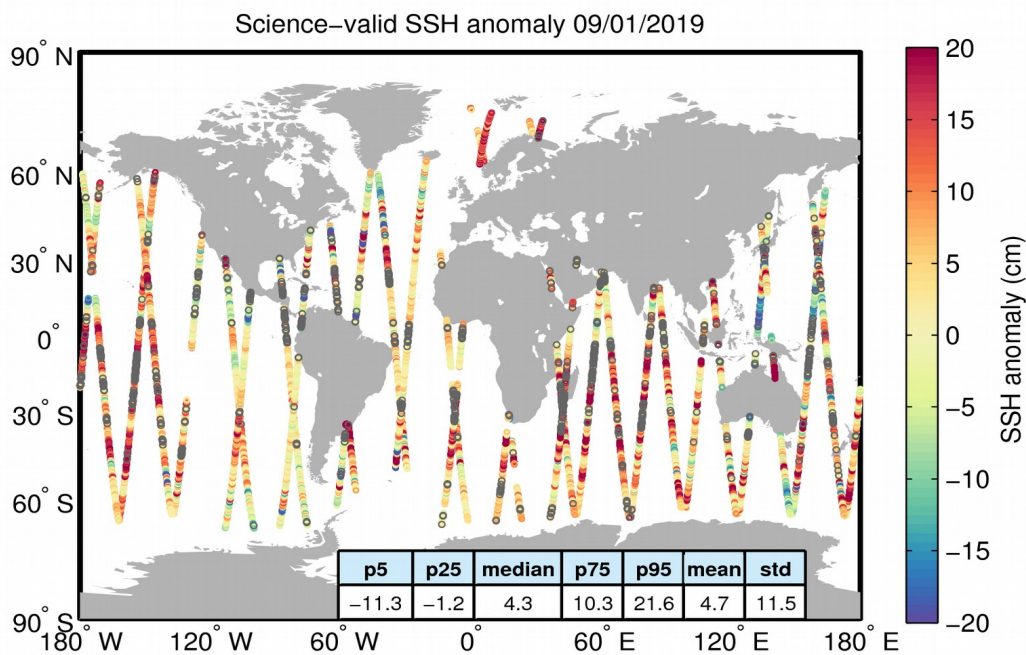 Science−valid SSH anomaly 09/01/2019
90° N
60° N
30° N
0°
30° S
60° S
90° S
180° W
120° W
60° W
0°
60° E
120° E
180° E
20
15
10
5
0
−5
−10
−15
−20
SSH anomaly (cm)
p5 p25 median p75 p95 mean std
−11.3 −1.2 4.3 10.3 21.6 4.7 11.5